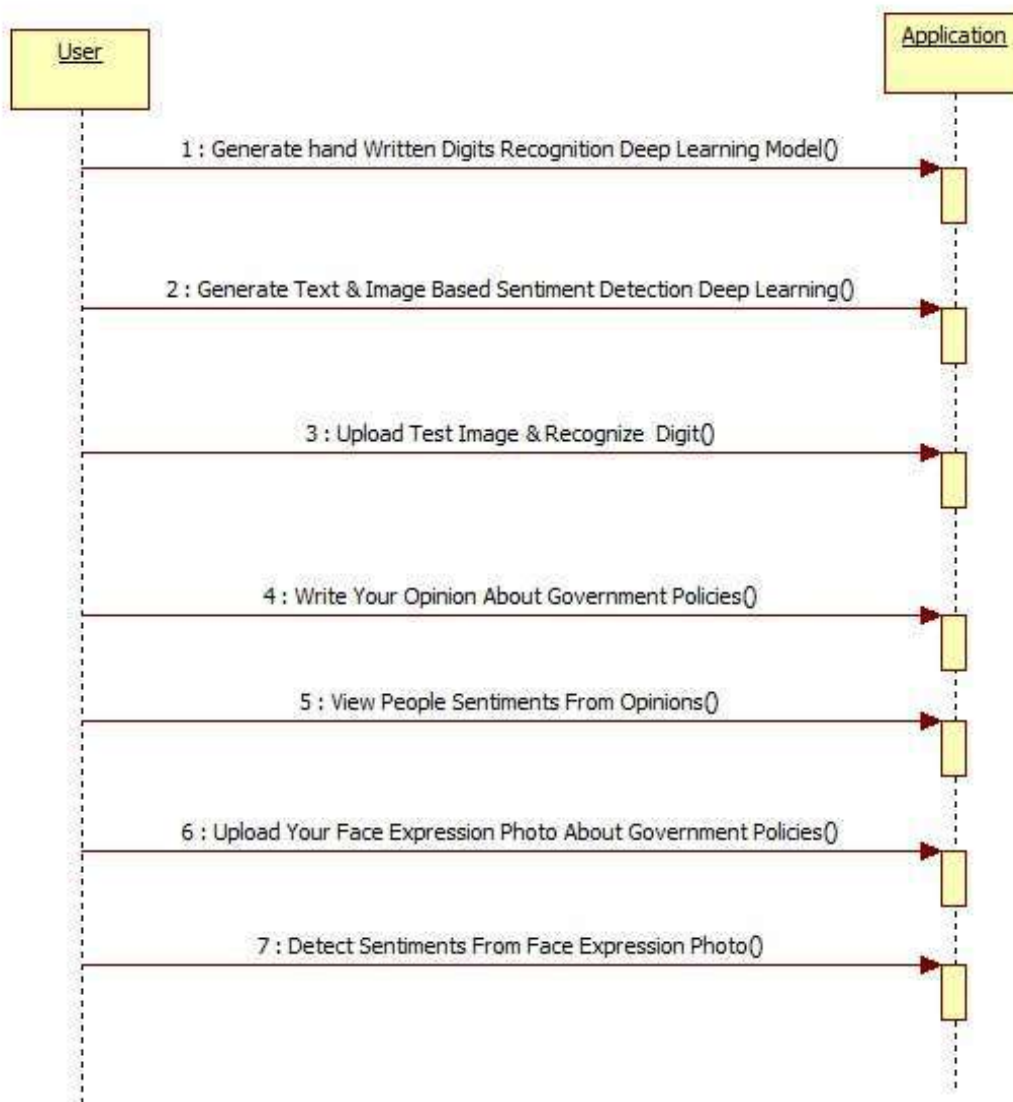 User
Application
1 : Generate hand Written Digits Recognition Deep Learning Model()
2 : Generate Text & Image Based Sentiment Detection Deep Learning()
3 : Upload Test Image & Recognize Digit()
4 : Write Your Opinion About Government Policies()
5 : View People Sentiments From Opinions()
6 : Upload Your Face Expression Photo About Government Policies()
7 : Detect Sentiments From Face Expression Photo()